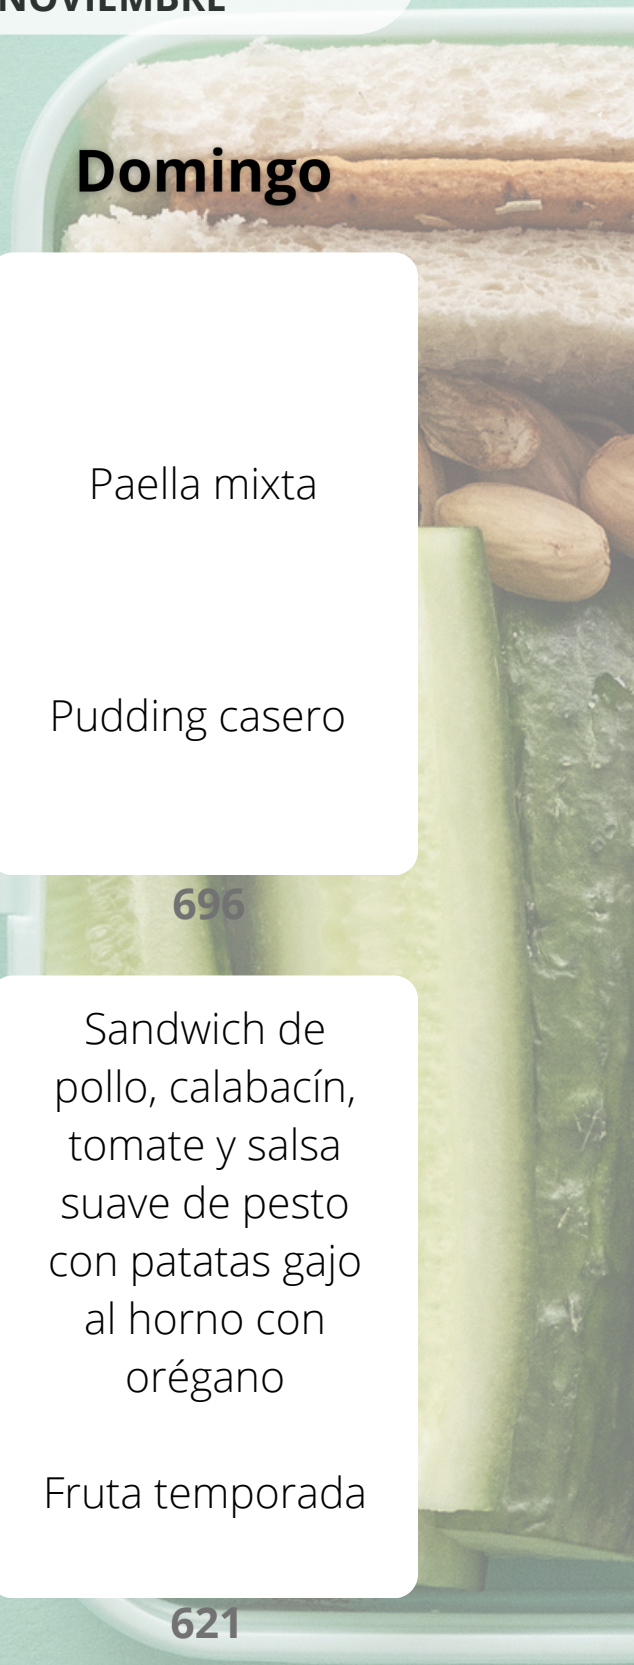 NOVIEMBRE
Domingo
Paella mixta
Pudding casero
696
Sandwich de
pollo, calabacín,
tomate y salsa
suave de pesto
con patatas gajo
al horno con
orégano
Fruta temporada
621